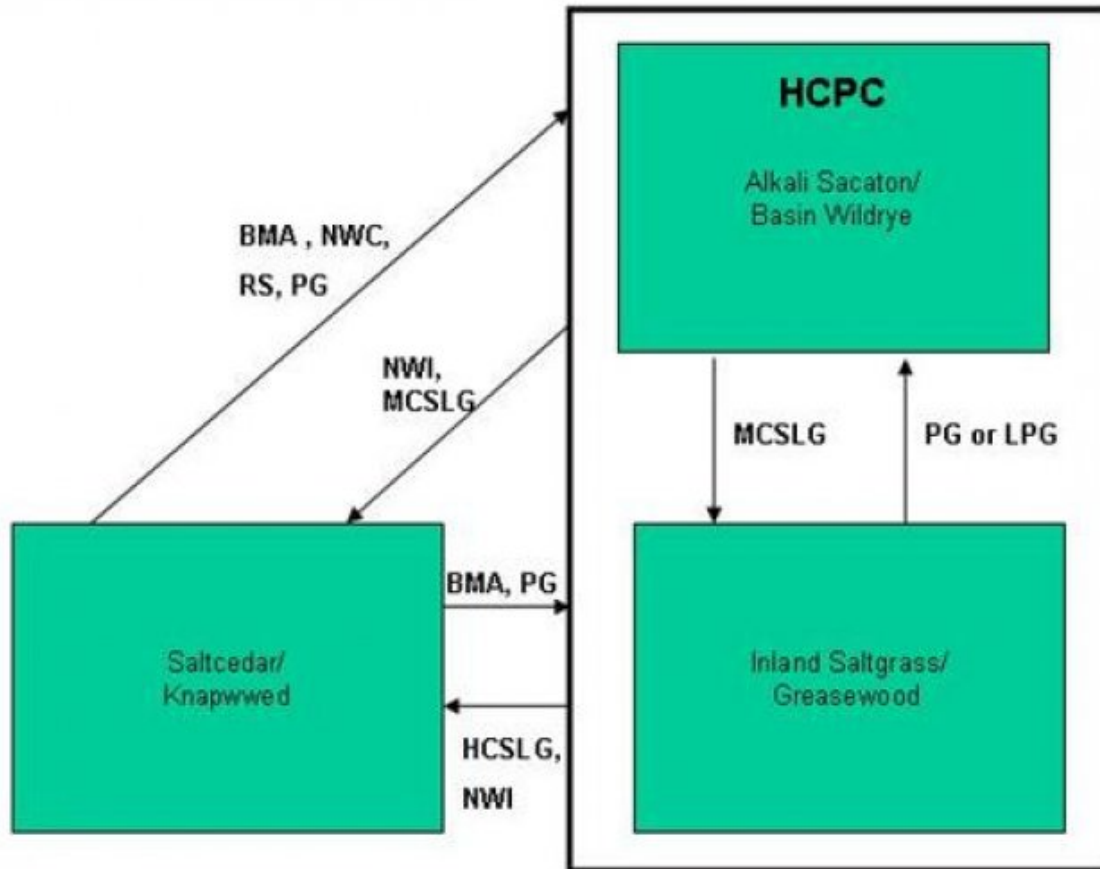 HCPC
Alkali Sacaton/
Basin Wildrye
BMA , NWC,
RS, PG
NWI,
MCSLG
MCSLG
PG or LPG
BMA, PG
Saltcedar/
Knapwwed
Inland Saltgrass/
Greasewood
HCSLG,
NWI